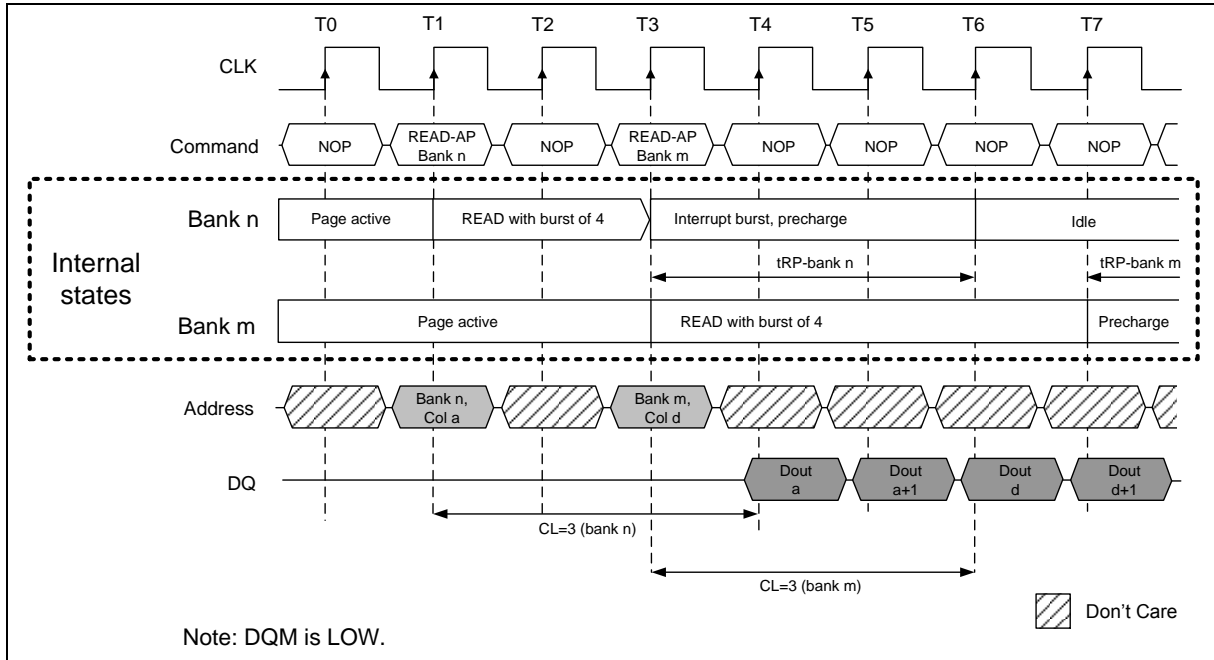 T0 T1 T2 T3 T4 T5 T6 T7
CLK
Command NOP READ-AP Bank n NOP READ-AP Bank m NOP NOP NOP NOP
Internal states
Bank n Page active READ with burst of 4 Interrupt burst, precharge Idle
tRP-bank n tRP-bank m
Bank m Page active READ with burst of 4 Precharge
Address Bank n, Col a Bank m, Col d
DQ Dout a Dout a+1 Dout d Dout d+1
CL=3 (bank n)
CL=3 (bank m)
Don't Care
Note: DQM is LOW.